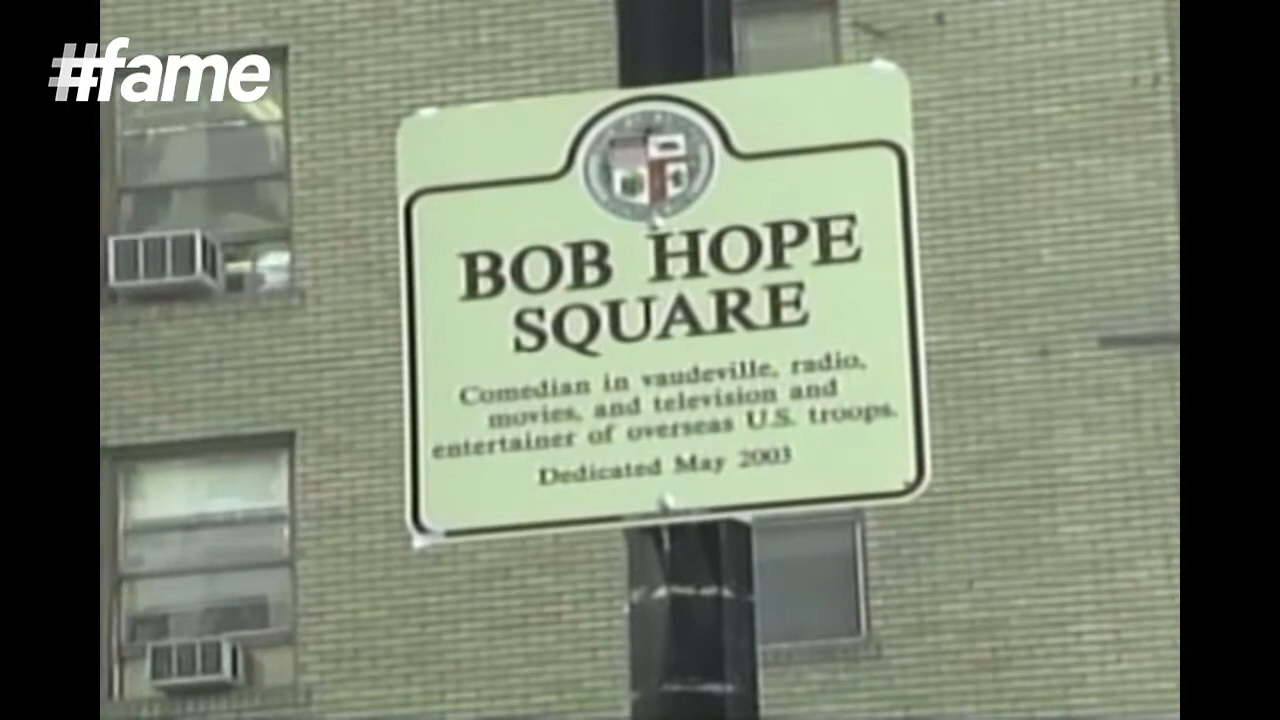 #fame
BOB HOPE
SQUARE
Comedian in vaudeville, radio,
movies, and television and
entertainer of overseas U.S. troops.
Dedicated May 2003